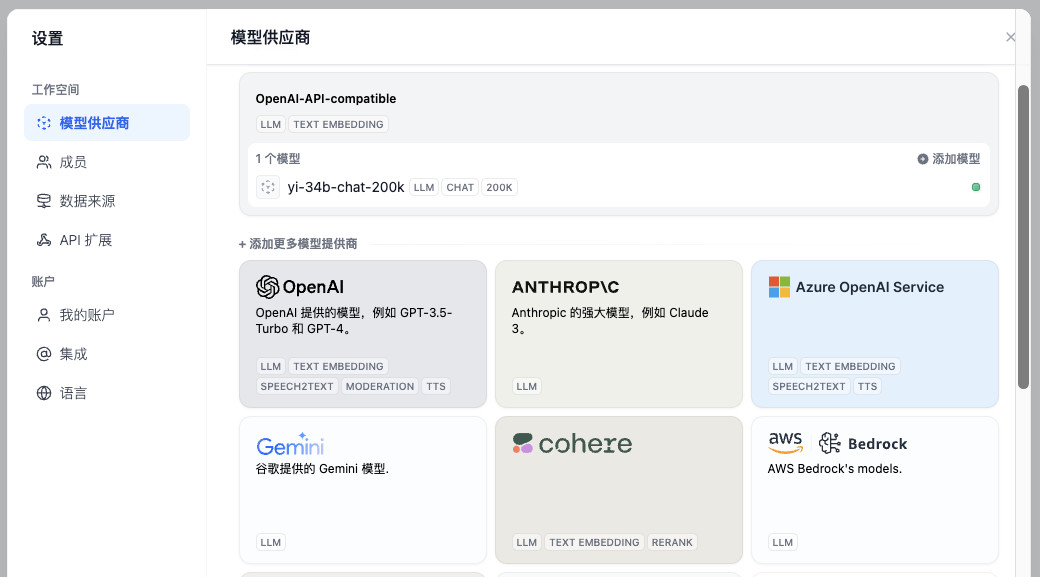 设置
工作空间
模型供应商
成员
数据来源
API 扩展
账户
我的账户
集成
语言
模型供应商
OpenAI-API-compatible
LLM TEXT EMBEDDING
1 个模型 添加模型
yi-34b-chat-200k LLM CHAT 200K
+ 添加更多模型提供商
OpenAI
OpenAI 提供的模型，例如 GPT-3.5-
Turbo 和 GPT-4。
LLM TEXT EMBEDDING
SPEECH2TEXT MODERATION TTS
ANTHROP\C
Anthropic 的强大模型，例如 Claude
3。
LLM
Azure OpenAI Service
LLM TEXT EMBEDDING
SPEECH2TEXT TTS
Gemini
谷歌提供的 Gemini 模型.
LLM
cohere
LLM TEXT EMBEDDING RERANK
aws Bedrock
AWS Bedrock's models.
LLM